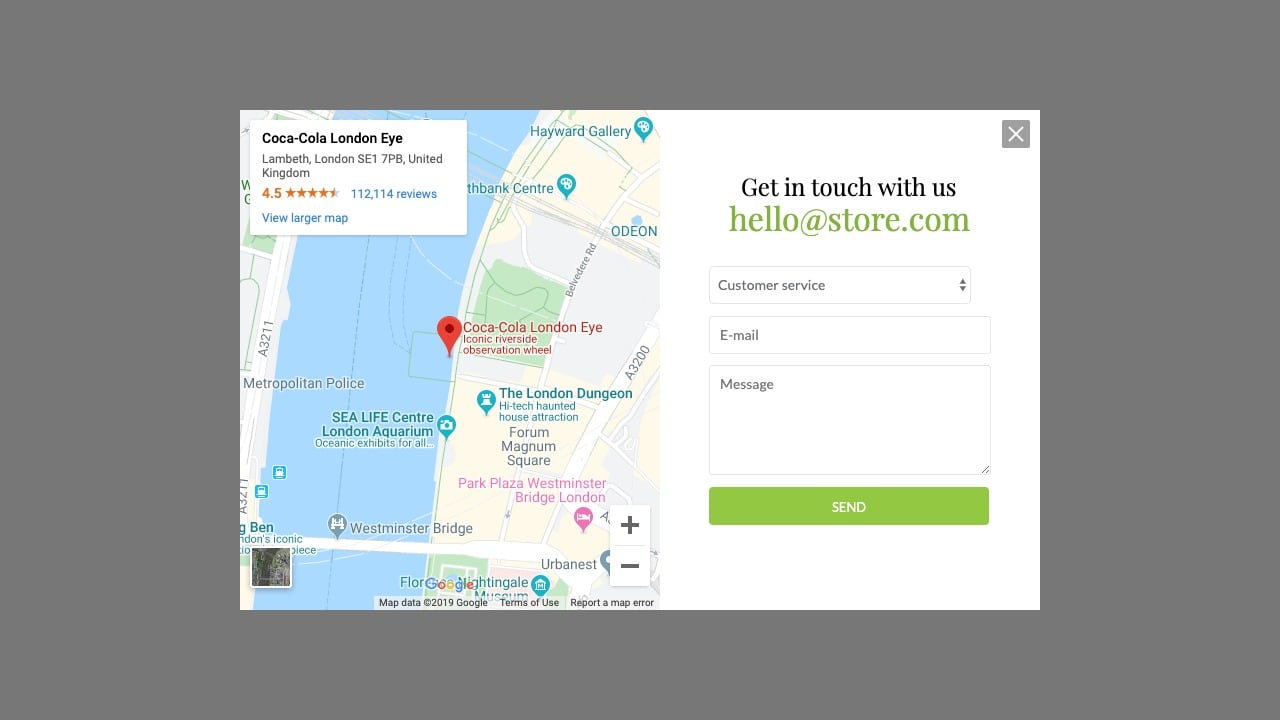 Coca-Cola London Eye
Lambeth, London SE1 7PB, United
Kingdom
4.5
112,114 reviews
View larger map
Hayward Gallery
thbank Centre
ODEON
Belvedere Rd
Coca-Cola London Eye
Iconic riverside
observation wheel
A3211
A3200
Metropolitan Police
The London Dungeon
Hi-tech haunted
house attraction
SEA LIFE Centre
London Aquarium
Oceanic exhibits for all...
Forum
Magnum
Square
Park Plaza Westminster
Bridge London
A3211
g Ben
ndon's iconic
piece
Westminster Bridge
Urbanest
Nightingale
Museum
Google
Map data ©2019 Google
Terms of Use
Report a map error
Get in touch with us
hello@store.com
Customer service
E-mail
Message
SEND